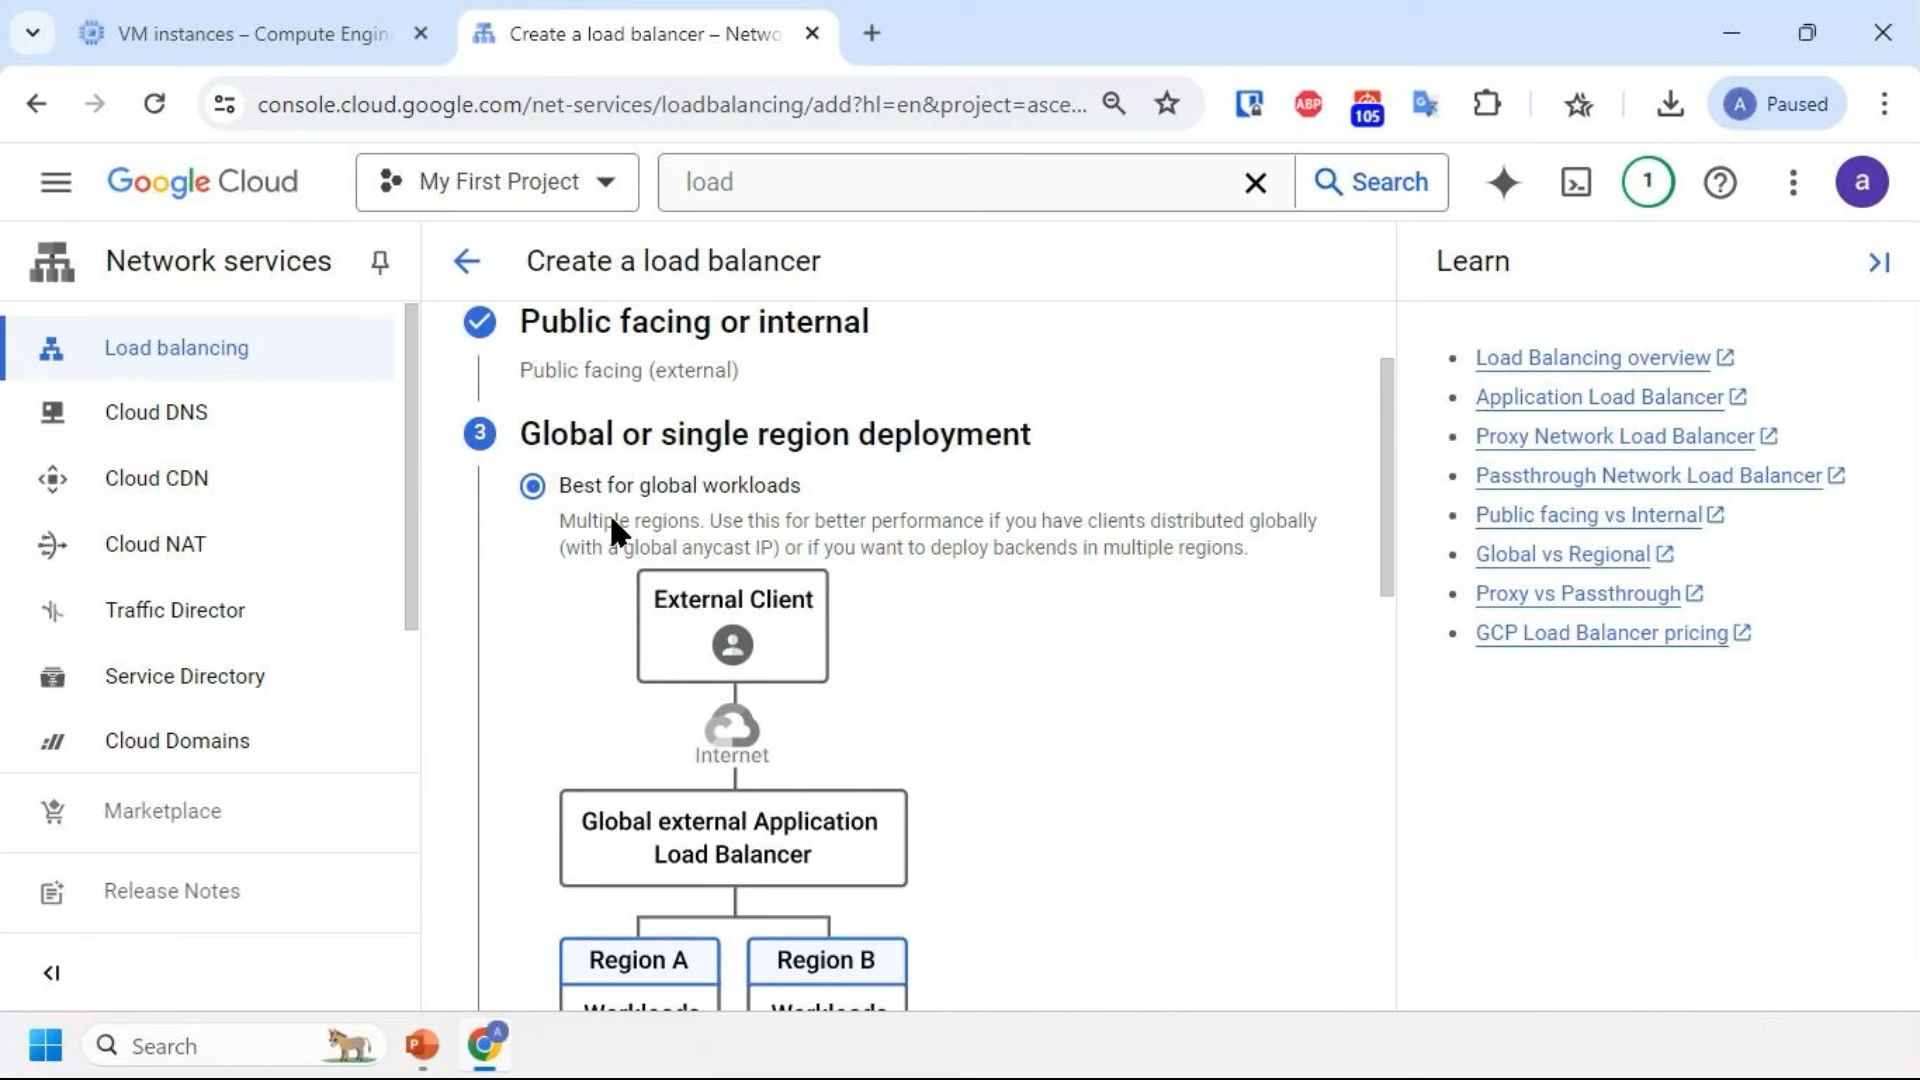 VM instances – Compute Engin
Create a load balancer – Netwo
console.cloud.google.com/net-services/loadbalancing/add?hl=en&project=asce...
ABP
105
A
Paused
Google Cloud
My First Project
load
Search
1
a
Network services
Load balancing
Cloud DNS
Cloud CDN
Cloud NAT
Traffic Director
Service Directory
Cloud Domains
Marketplace
Release Notes
Create a load balancer
Public facing or internal
Public facing (external)
3
Global or single region deployment
Best for global workloads
Multiple regions. Use this for better performance if you have clients distributed globally
(with a global anycast IP) or if you want to deploy backends in multiple regions.
External Client
Internet
Global external Application
Load Balancer
Region A
Region B
Workloads
Workloads
Learn
Load Balancing overview
Application Load Balancer
Proxy Network Load Balancer
Passthrough Network Load Balancer
Public facing vs Internal
Global vs Regional
Proxy vs Passthrough
GCP Load Balancer pricing
Search
P
A